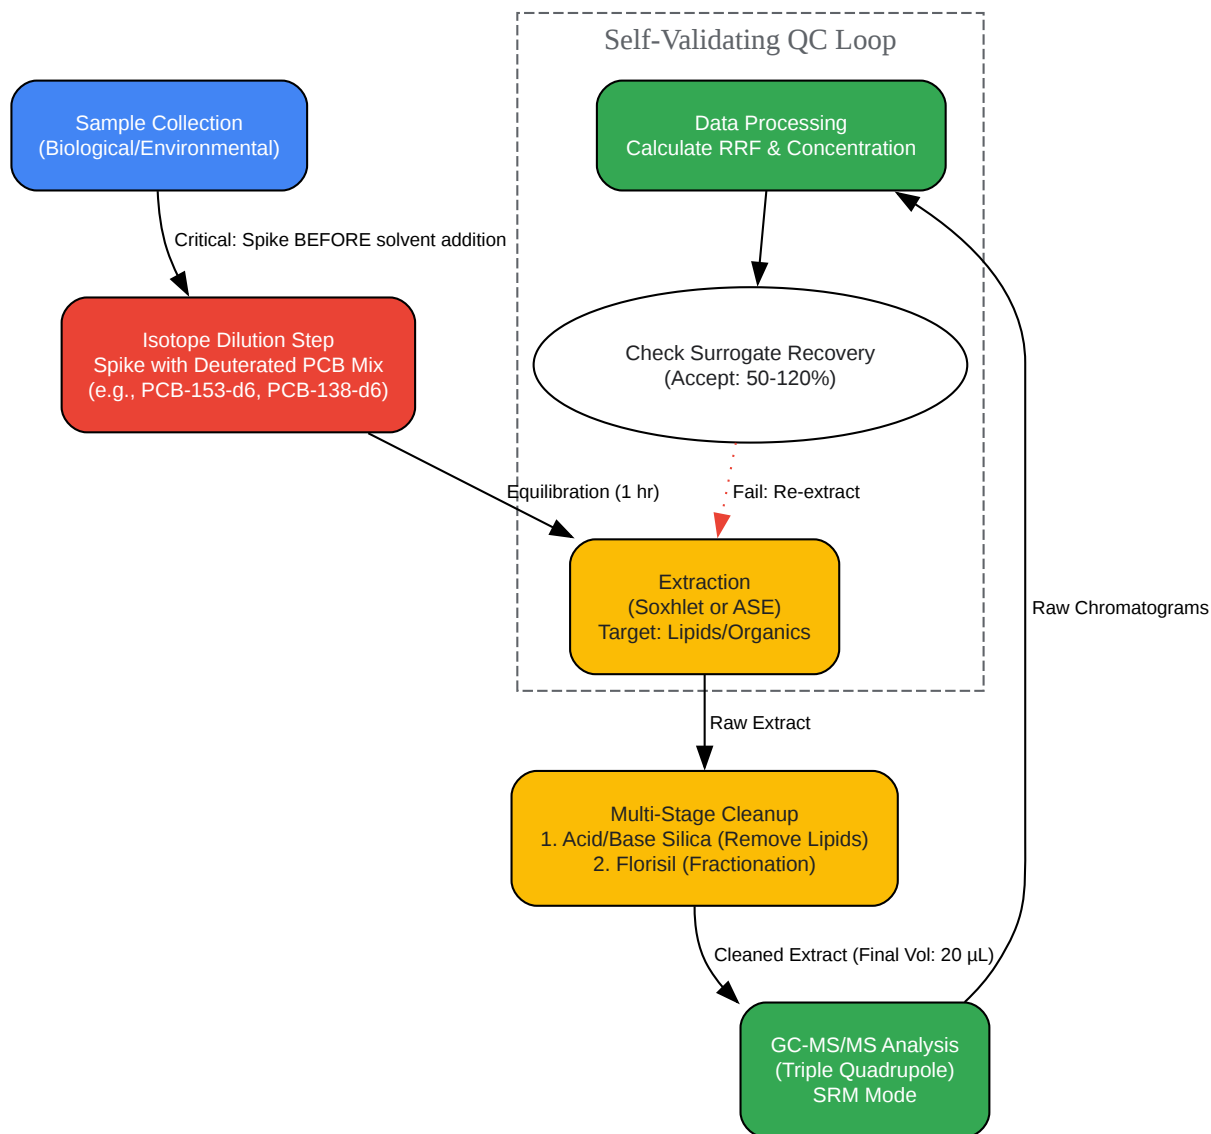 Self-Validating QC Loop
Sample Collection
(Biological/Environmental)
Data Processing
Calculate RRF & Concentration
Critical: Spike BEFORE solvent addition
Isotope Dilution Step
Spike with Deuterated PCB Mix
(e.g., PCB-153-d6, PCB-138-d6)
Check Surrogate Recovery
(Accept: 50-120%)
Equilibration (1 hr)
Fail: Re-extract
Extraction
(Soxhlet or ASE)
Target: Lipids/Organics
Raw Chromatograms
Raw Extract
Multi-Stage Cleanup
1. Acid/Base Silica (Remove Lipids)
2. Florisil (Fractionation)
Cleaned Extract (Final Vol: 20 µL)
GC-MS/MS Analysis
(Triple Quadrupole)
SRM Mode